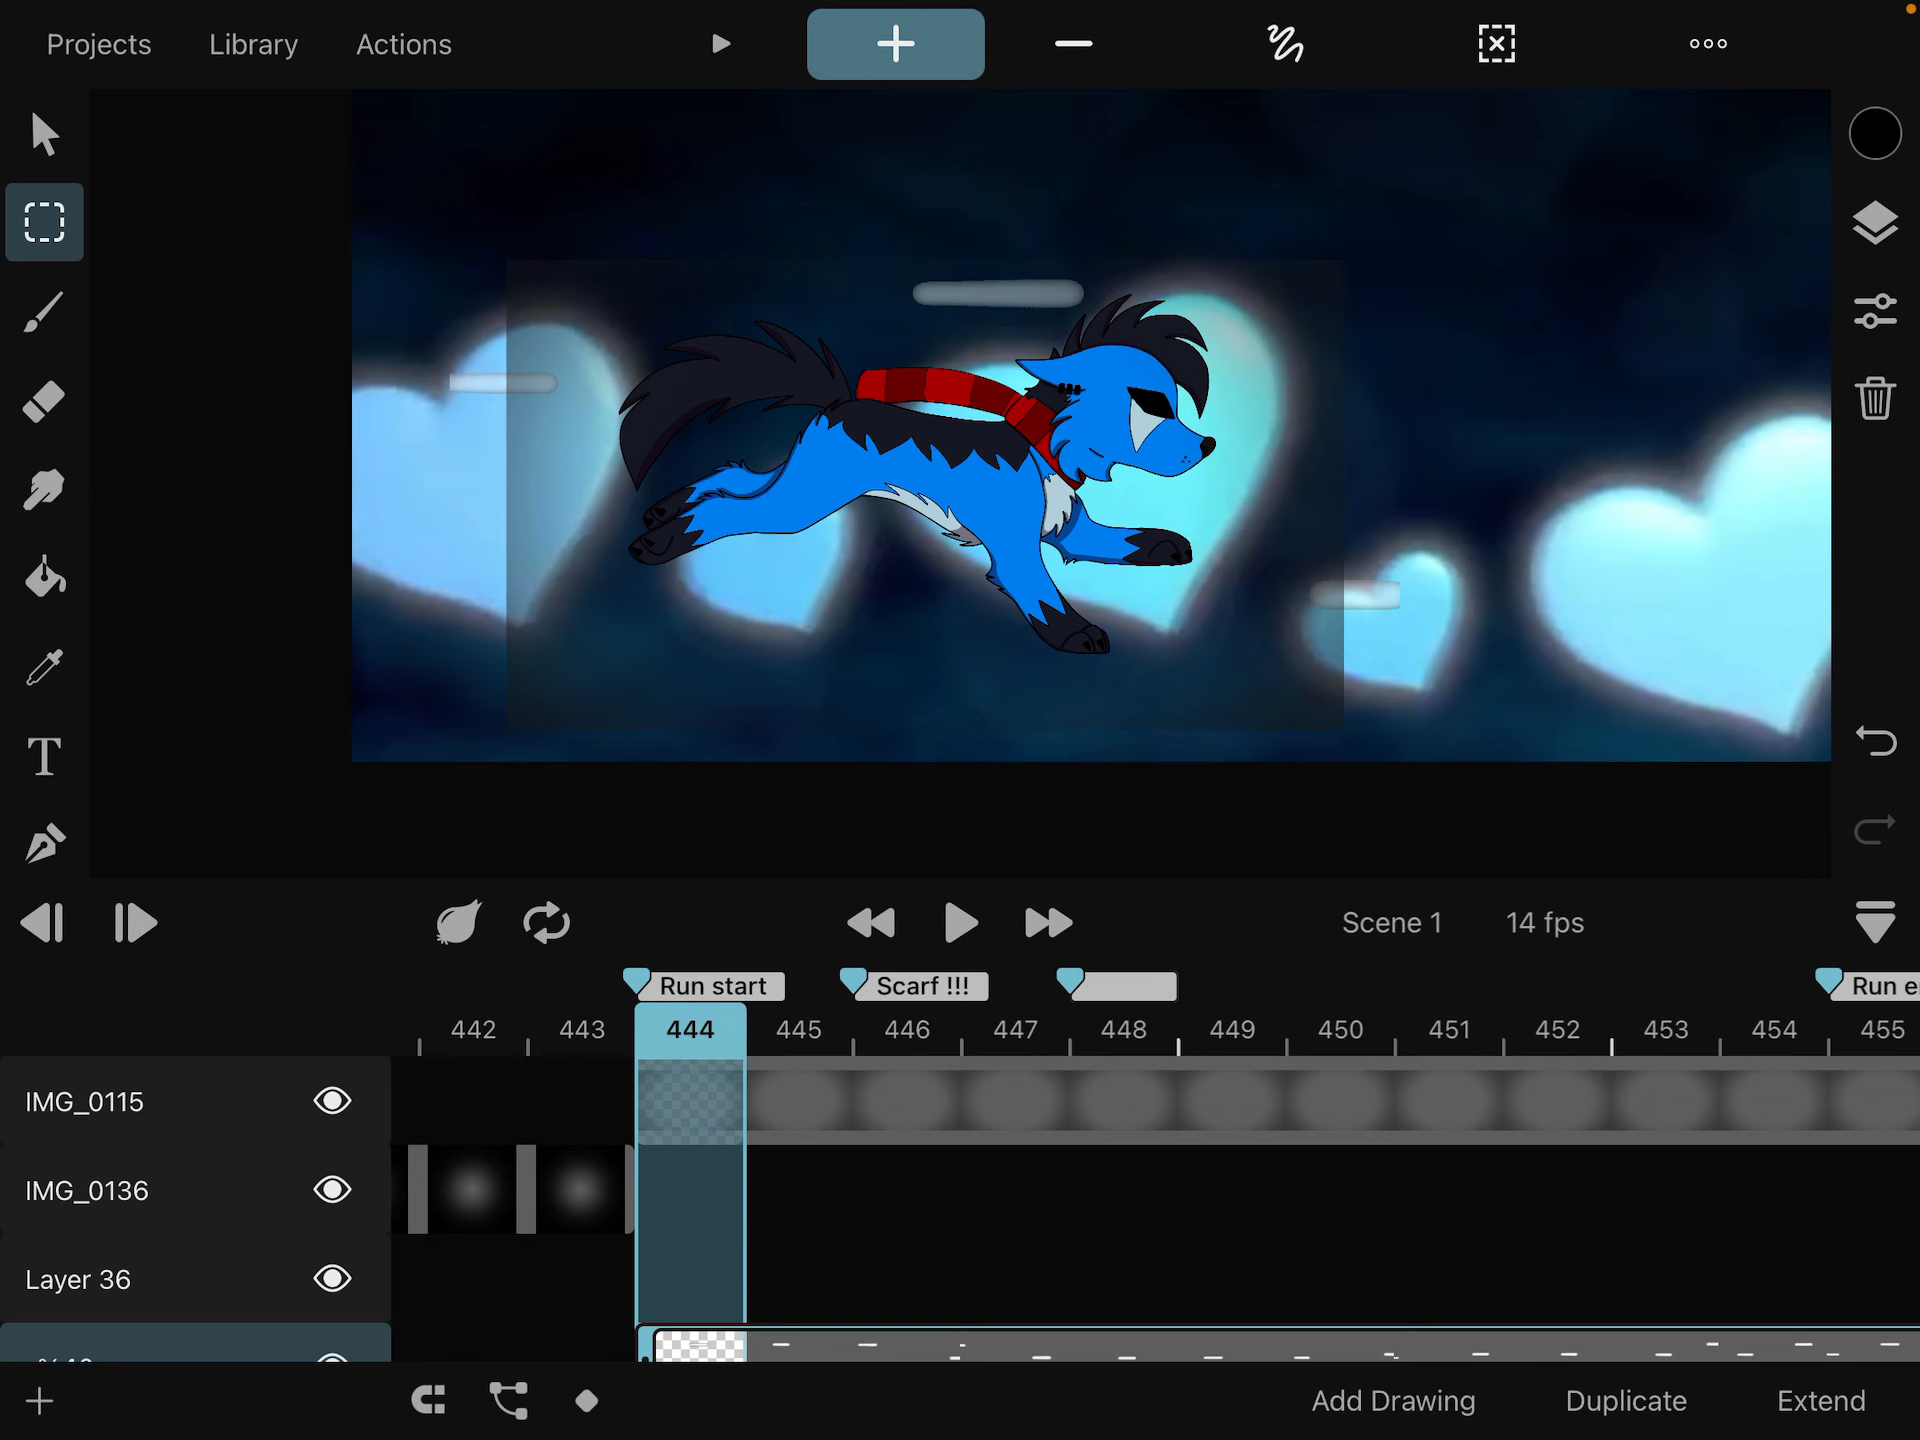 Projects Library Actions
T
Scene 1 14 fps
Run start Scarf !!! Run e
442 443 444 445 446 447 448 449 450 451 452 453 454 455
IMG_0115
IMG_0136
Layer 36
Add Drawing Duplicate Extend